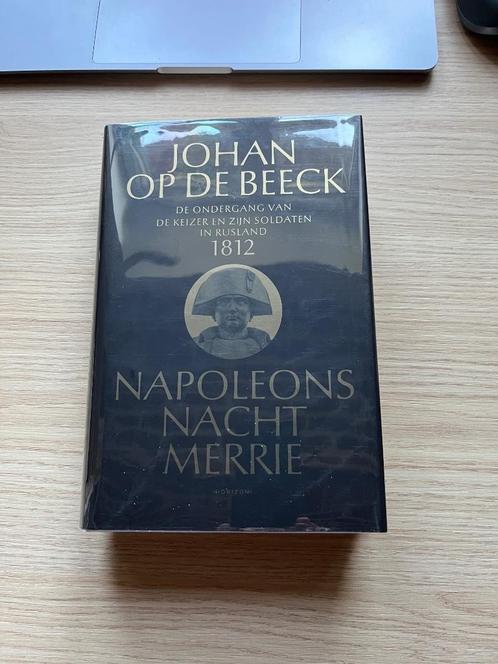 JOHAN
OP DE BEECK
DE ONDERGANG VAN
DE KEIZER EN ZIJN SOLDATEN
IN RUSLAND
1812
NAPOLEONS
NACHT
MERRIE
HORIZON